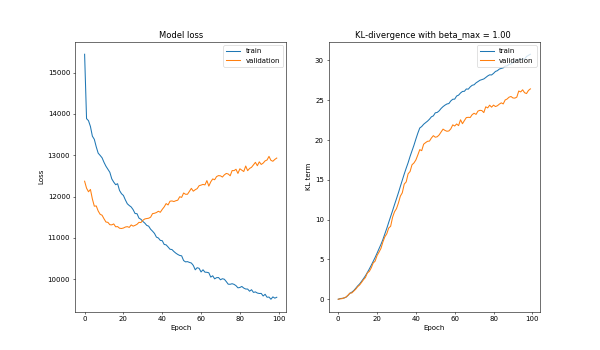 Model loss
train
validation
Loss
15000
14000
13000
12000
11000
10000
0 20 40 60 80 100
Epoch
KL-divergence with beta_max = 1.00
train
validation
KL term
30
25
20
15
10
5
0
0 20 40 60 80 100
Epoch